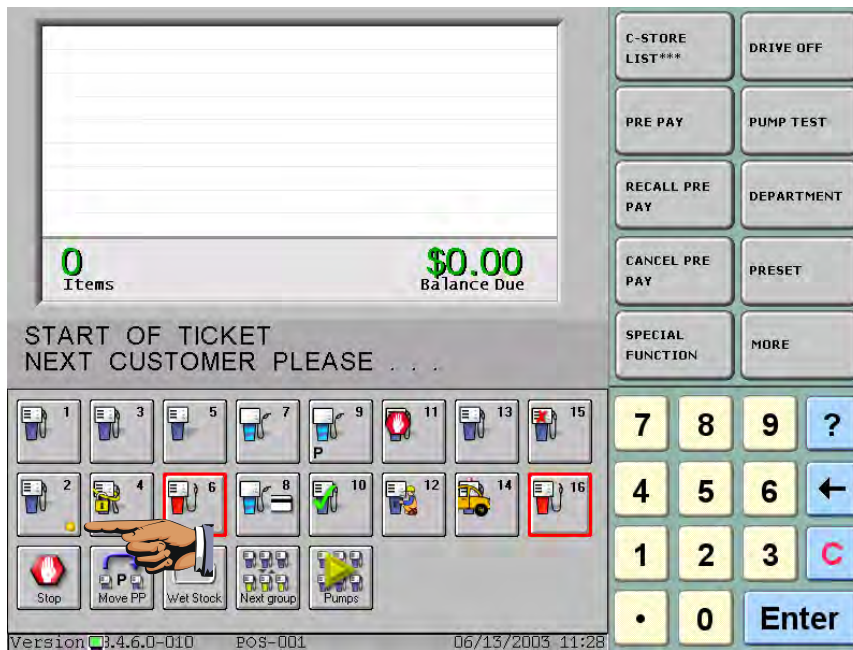 0
Items
$0.00
Balance Due
START OF TICKET
NEXT CUSTOMER PLEASE . . .
C-STORE
LIST***
DRIVE OFF
PRE PAY
PUMP TEST
RECALL PRE
PAY
DEPARTMENT
CANCEL PRE
PAY
PRESET
SPECIAL
FUNCTION
MORE
1 3 5 7 9 11 13 15
P
2 4 6 8 10 12 14 16
P
Stop Move PP Wet Stock Next group Pumps
7 8 9 ?
4 5 6 ←
1 2 3 C
• 0 Enter
Version 3.4.6.0-010 POS-001 06/13/2003 11:28